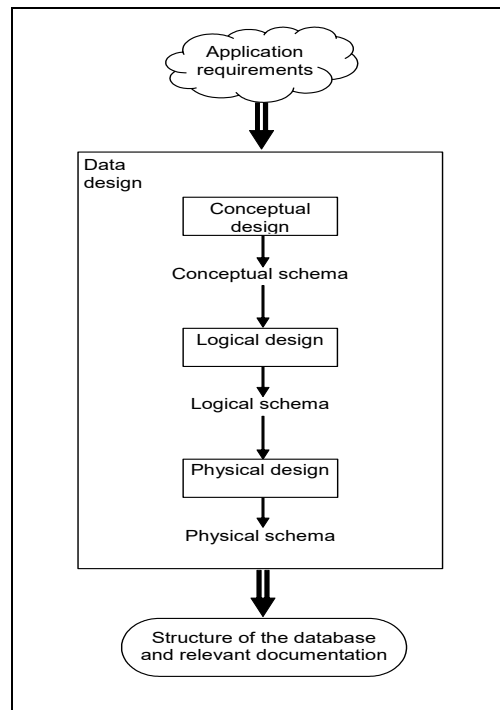 Application
requirements
Data
design
Conceptual
design
Conceptual schema
Logical design
Logical schema
Physical design
Physical schema
Structure of the database
and relevant documentation